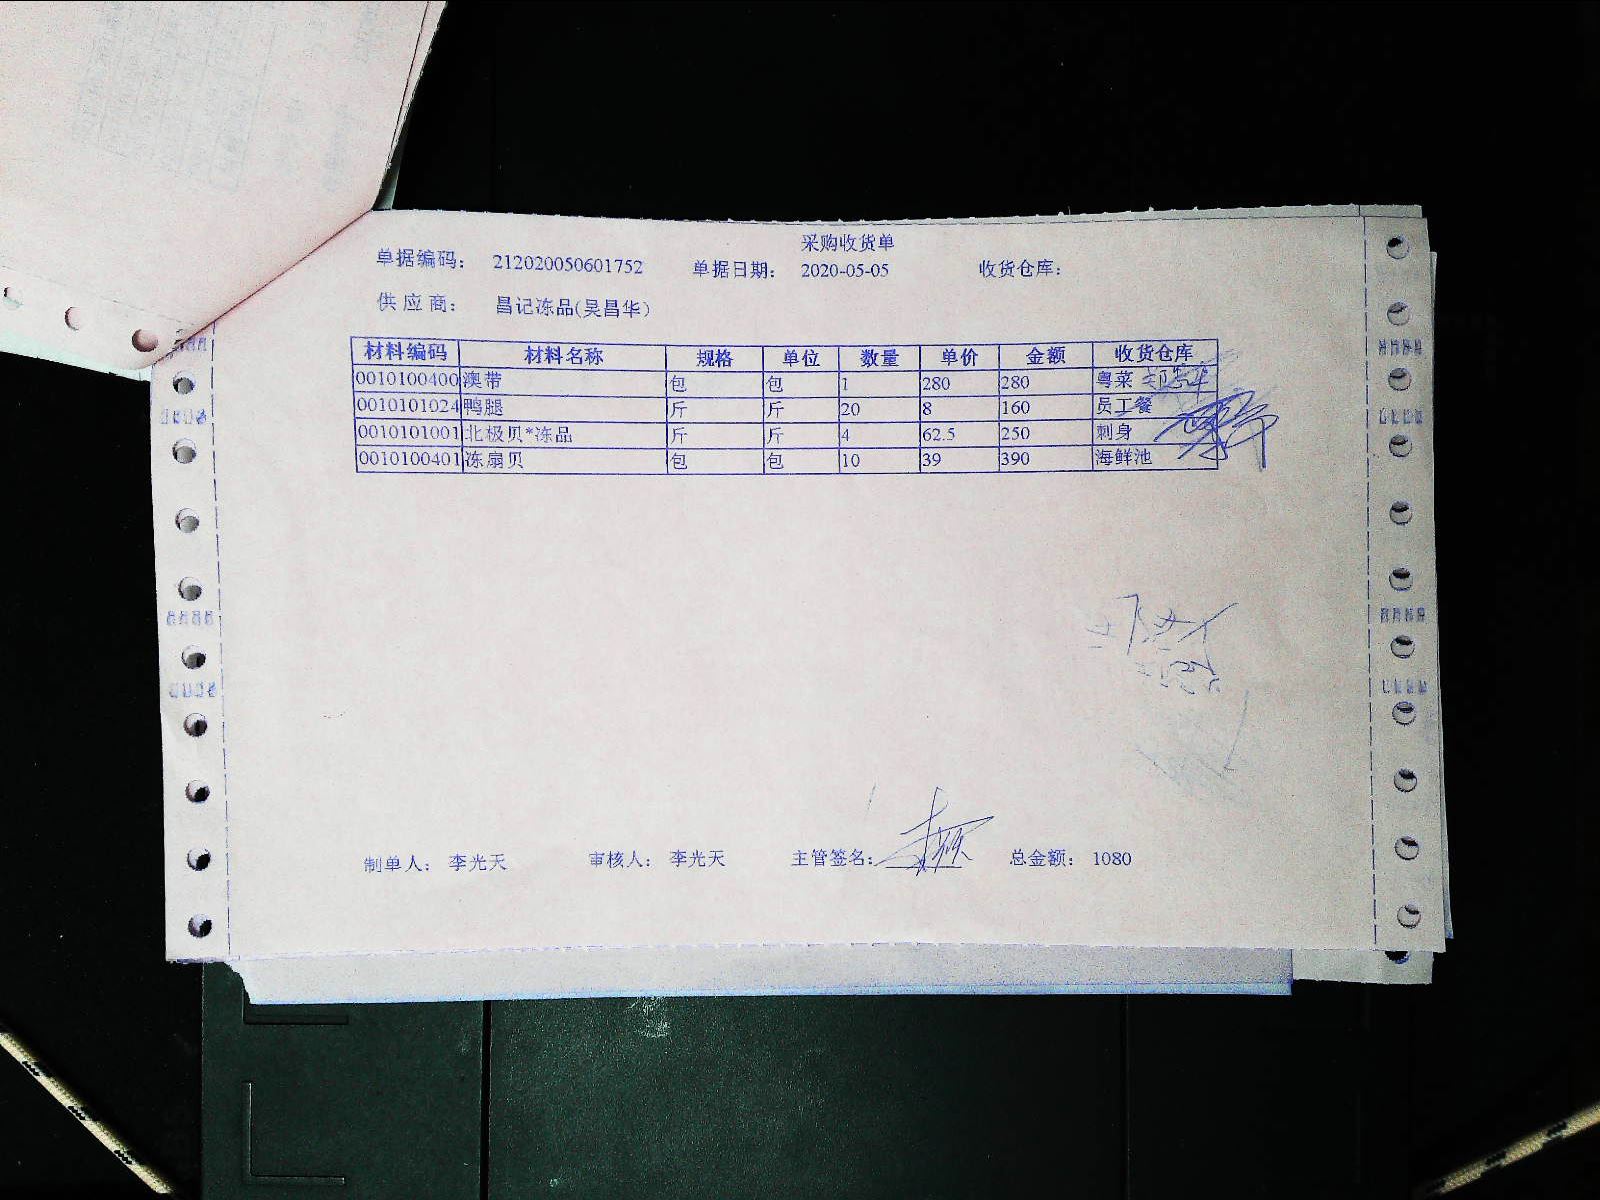 采购收货单
单据编码： 212020050601752 单据日期： 2020-05-05 收货仓库：
供应商： 昌记冻品(吴昌华）
材料编码 材料名称 规格 单位 数量 单价 金额 收货仓库
0010100400 澳带 包 包 1 280 280 粤菜
0010101024 鸭腿 斤 斤 20 8 160 员工餐
0010101001 北极贝*冻品 斤 斤 4 62.5 250 刺身
0010100401 冻扇贝 包 包 10 39 390 海鲜池
制单人： 李光天 审核人： 李光天 主管签名： 总金额： 1080